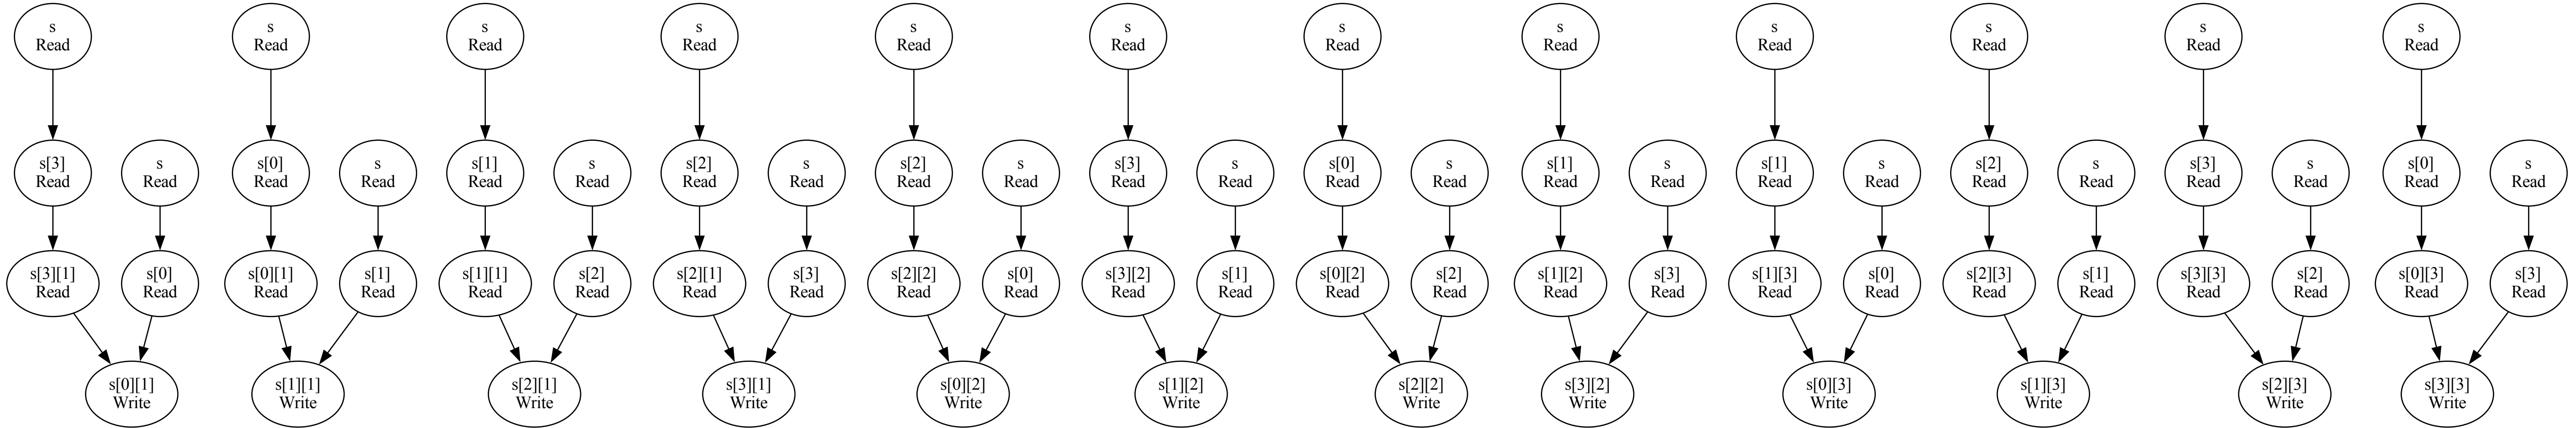 s
Read
s
Read
s
Read
s
Read
s
Read
s
Read
s
Read
s
Read
s
Read
s
Read
s
Read
s
Read
s[3]
Read
s
Read
s[0]
Read
s
Read
s[1]
Read
s
Read
s[2]
Read
s
Read
s[2]
Read
s
Read
s[3]
Read
s
Read
s[0]
Read
s
Read
s[1]
Read
s
Read
s[1]
Read
s
Read
s[2]
Read
s
Read
s[3]
Read
s
Read
s[0]
Read
s
Read
s[3][1]
Read
s[0]
Read
s[0][1]
Read
s[1]
Read
s[1][1]
Read
s[2]
Read
s[2][1]
Read
s[3]
Read
s[2][2]
Read
s[0]
Read
s[3][2]
Read
s[1]
Read
s[0][2]
Read
s[2]
Read
s[1][2]
Read
s[3]
Read
s[1][3]
Read
s[0]
Read
s[2][3]
Read
s[1]
Read
s[3][3]
Read
s[2]
Read
s[0][3]
Read
s[3]
Read
s[0][1]
Write
s[1][1]
Write
s[2][1]
Write
s[3][1]
Write
s[0][2]
Write
s[1][2]
Write
s[2][2]
Write
s[3][2]
Write
s[0][3]
Write
s[1][3]
Write
s[2][3]
Write
s[3][3]
Write